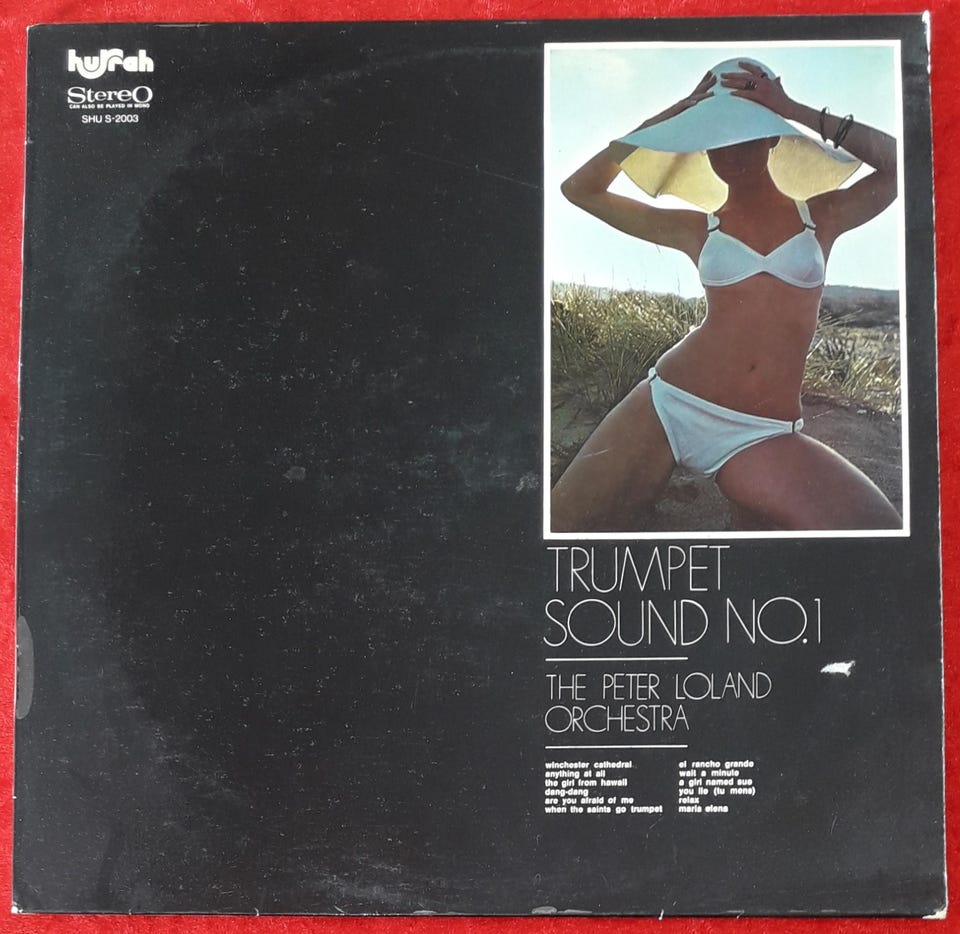 hurrah
Stereo
CAN ALSO BE PLAYED IN MONO
SHU S-2003
TRUMPET
SOUND NO.1
THE PETER LOLAND
ORCHESTRA
winchester cathedral
anything at all
the girl from hawaii
dang-dang
are you afraid of me
when the saints go trumpet
el rancho grande
wait a minute
a girl named sue
you lie (tu mens)
relax
maria elena